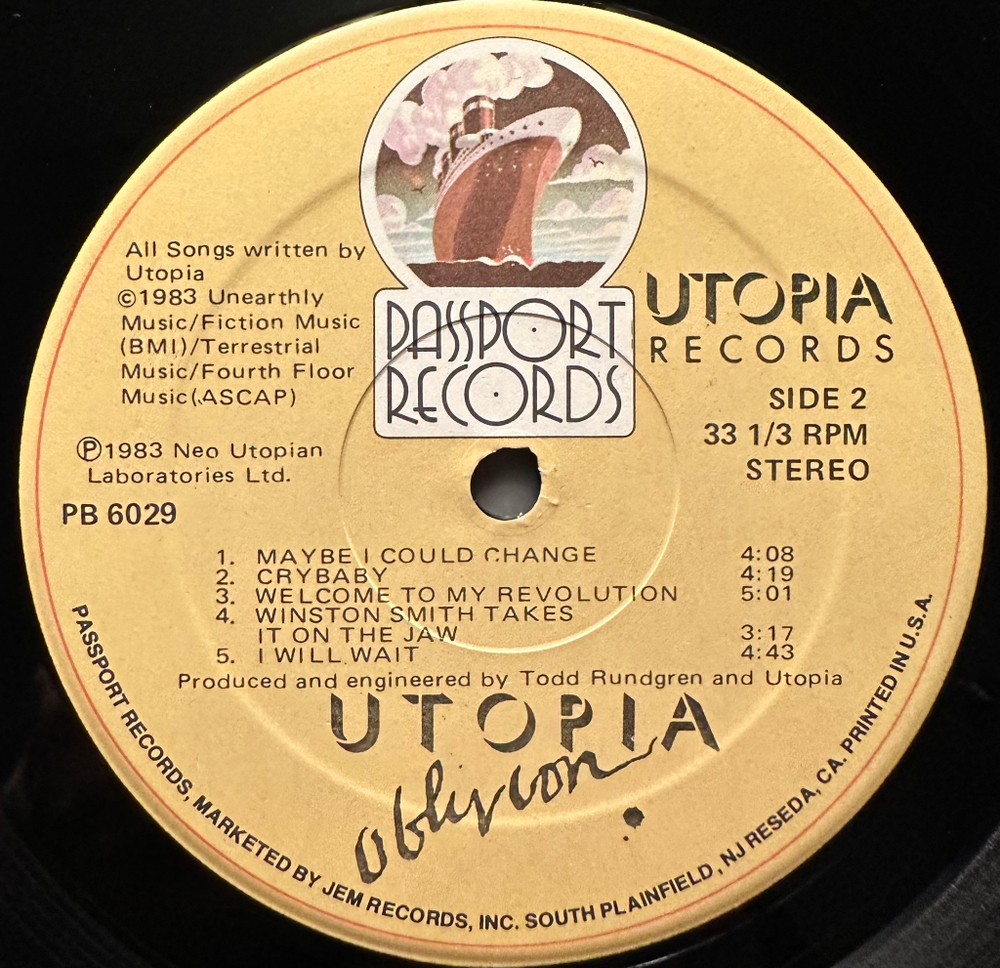 PASSPORT
RECORDS
All Songs written by
Utopia
©1983 Unearthly
Music/Fiction Music
(BMI)/Terrestrial
Music/Fourth Floor
Music(ASCAP)
℗1983 Neo Utopian
Laboratories Ltd.
PB 6029
UTOPIA
RECORDS
SIDE 2
33 1/3 RPM
STEREO
1. MAYBE I COULD CHANGE 4:08
2. CRYBABY 4:19
3. WELCOME TO MY REVOLUTION 5:01
4. WINSTON SMITH TAKES
IT ON THE JAW 3:17
5. I WILL WAIT 4:43
Produced and engineered by Todd Rundgren and Utopia
UTOPIA
oblivion
PASSPORT RECORDS, MARKETED BY JEM RECORDS, INC. SOUTH PLAINFIELD, NJ RESEDA, CA. PRINTED IN U.S.A.